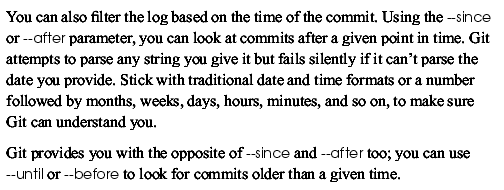 You can also filter the log based on the time of the commit. Using the --since
or --after parameter, you can look at commits after a given point in time. Git
attempts to parse any string you give it but fails silently if it can't parse the
date you provide. Stick with traditional date and time formats or a number
followed by months, weeks, days, hours, minutes, and so on, to make sure
Git can understand you.
Git provides you with the opposite of --since and --after too; you can use
--until or --before to look for commits older than a given time.